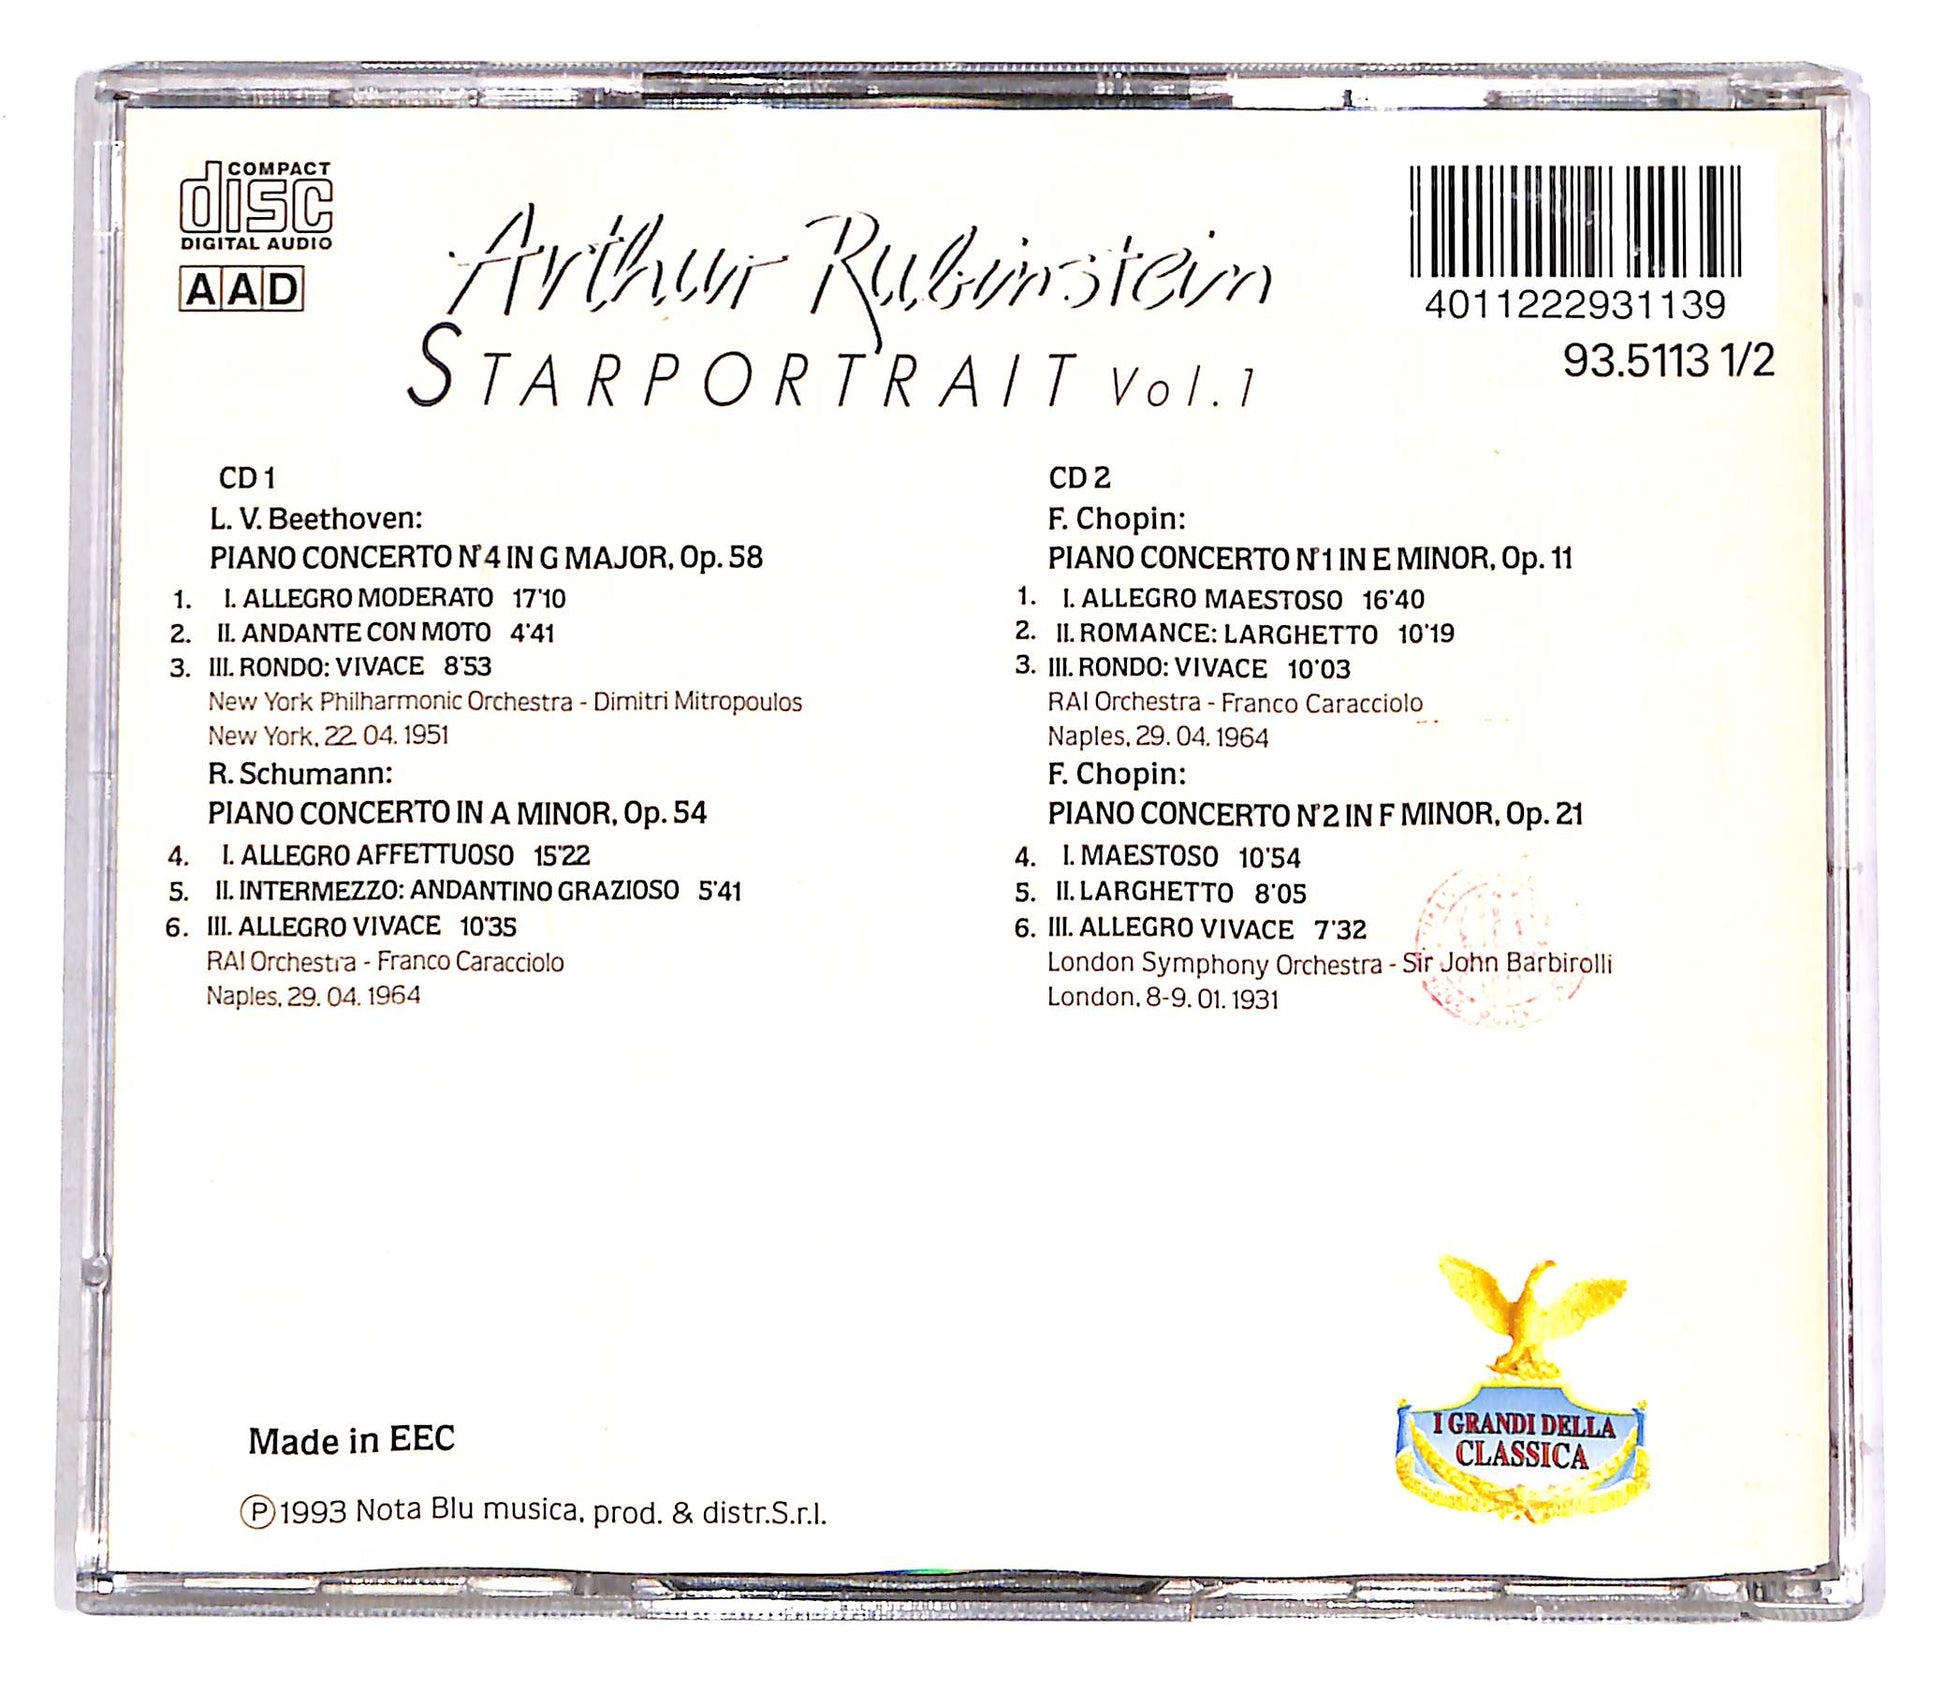 COMPACT
disc
DIGITAL AUDIO
AAD
Arthur Rubinstein
STARPORTRAIT Vol.1
4011222931139
93.5113 1/2
CD 1
L. V. Beethoven:
PIANO CONCERTO N°4 IN G MAJOR, Op. 58
1. I. ALLEGRO MODERATO 17'10
2. II. ANDANTE CON MOTO 4'41
3. III. RONDO: VIVACE 8'53
New York Philharmonic Orchestra - Dimitri Mitropoulos
New York, 22. 04. 1951
R. Schumann:
PIANO CONCERTO IN A MINOR, Op. 54
4. I. ALLEGRO AFFETTUOSO 15'22
5. II. INTERMEZZO: ANDANTINO GRAZIOSO 5'41
6. III. ALLEGRO VIVACE 10'35
RAI Orchestra - Franco Caracciolo
Naples, 29. 04. 1964
CD 2
F. Chopin:
PIANO CONCERTO N°1 IN E MINOR, Op. 11
1. I. ALLEGRO MAESTOSO 16'40
2. II. ROMANCE: LARGHETTO 10'19
3. III. RONDO: VIVACE 10'03
RAI Orchestra - Franco Caracciolo
Naples, 29. 04. 1964
F. Chopin:
PIANO CONCERTO N°2 IN F MINOR, Op. 21
4. I. MAESTOSO 10'54
5. II. LARGHETTO 8'05
6. III. ALLEGRO VIVACE 7'32
London Symphony Orchestra - Sir John Barbirolli
London, 8-9. 01. 1931
I GRANDI DELLA
CLASSICA
Made in EEC
Ⓟ 1993 Nota Blu musica, prod. & distr.S.r.l.